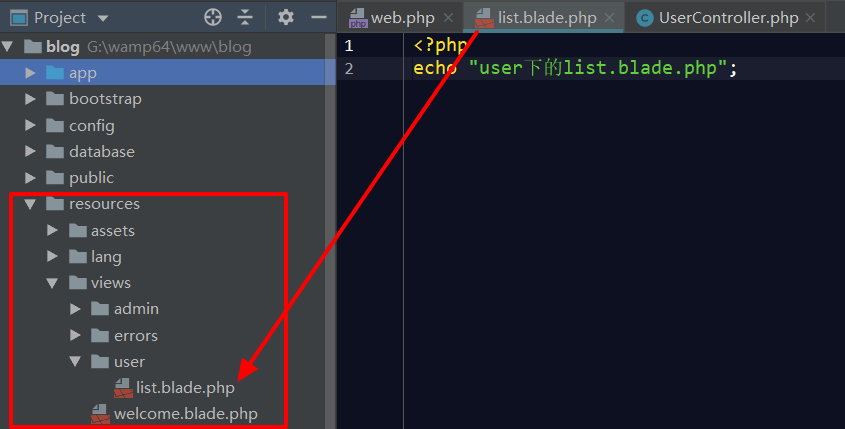 Project
web.php
list.blade.php
UserController.php
blog G:\wamp64\www\blog
app
bootstrap
config
database
public
resources
assets
lang
views
admin
errors
user
list.blade.php
welcome.blade.php
1 <?php
2 echo "user下的list.blade.php";